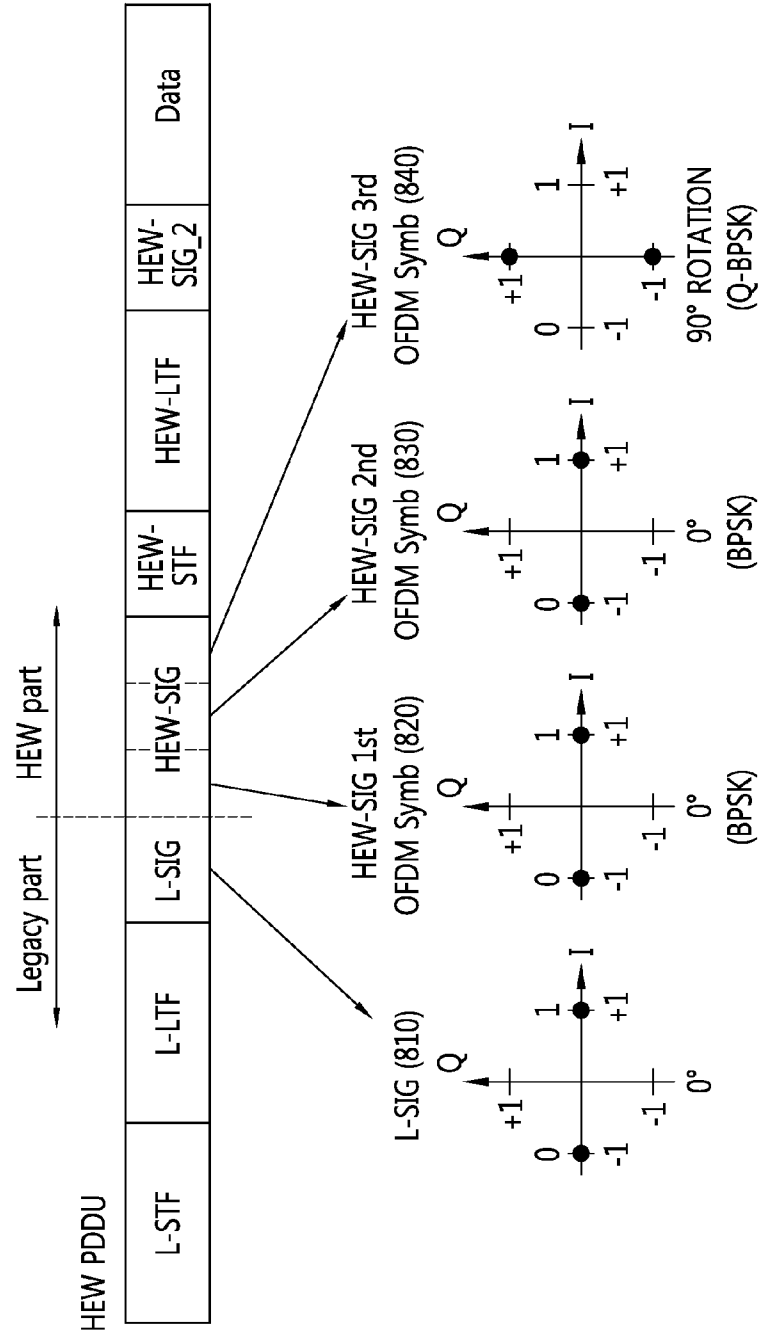 HEW PDDU
Legacy part
HEW part
L-STF
L-LTF
L-SIG
HEW-SIG
HEW-
STF
HEW-LTF
HEW-
SIG_2
Data
L-SIG (810)
Q
+1
0
1
I
-1
+1
-1
0°
HEW-SIG 1st
OFDM Symb (820)
Q
+1
0
1
I
-1
+1
-1
0°
(BPSK)
HEW-SIG 2nd
OFDM Symb (830)
Q
+1
0
1
I
-1
+1
-1
0°
(BPSK)
HEW-SIG 3rd
OFDM Symb (840)
Q
+1
0
1
I
-1
+1
-1
90° ROTATION
(Q-BPSK)